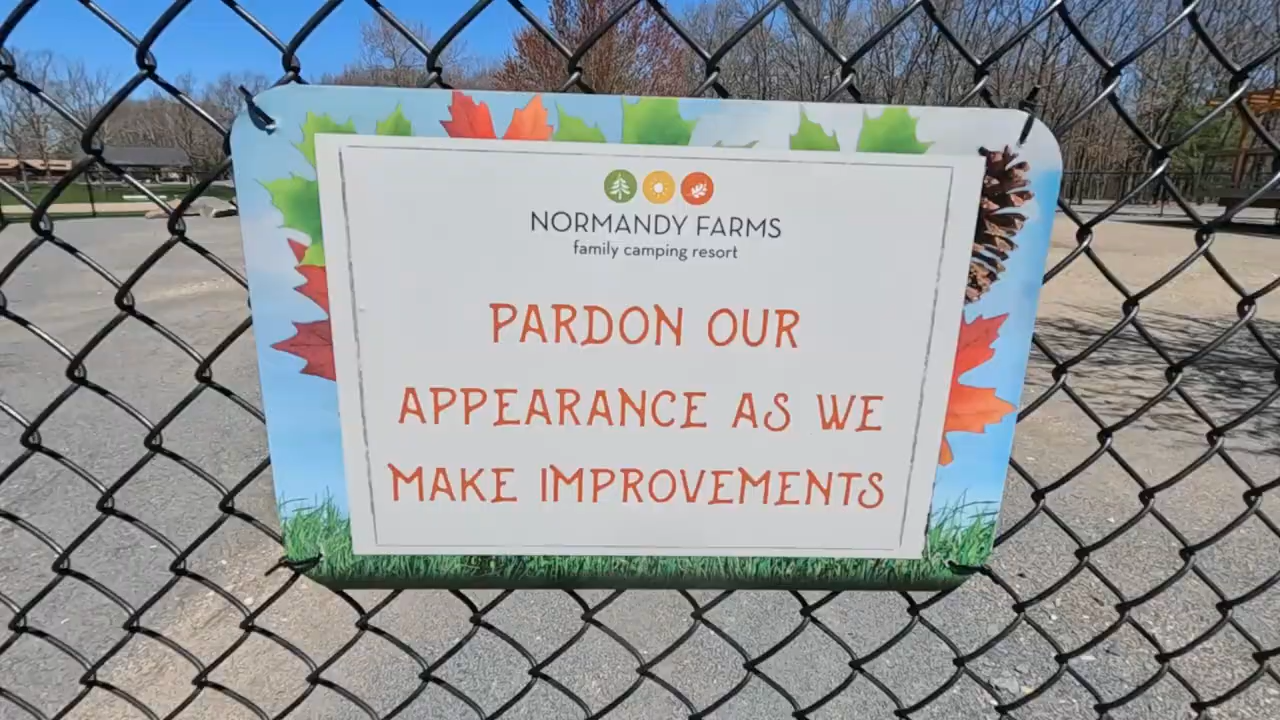 NORMANDY FARMS
family camping resort
PARDON OUR
APPEARANCE AS WE
MAKE IMPROVEMENTS